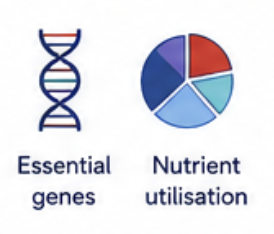 Essential
genes
Nutrient
utilisation